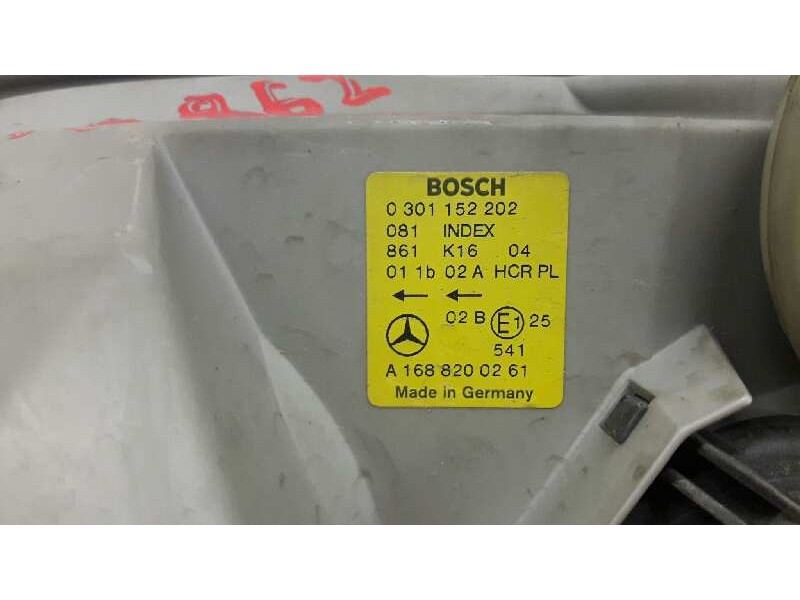 962
BOSCH
0 301 152 202
081 INDEX
861 K16 04
01 1b 02 A HCR PL
02 B E1 25
541
A 168 820 02 61
Made in Germany